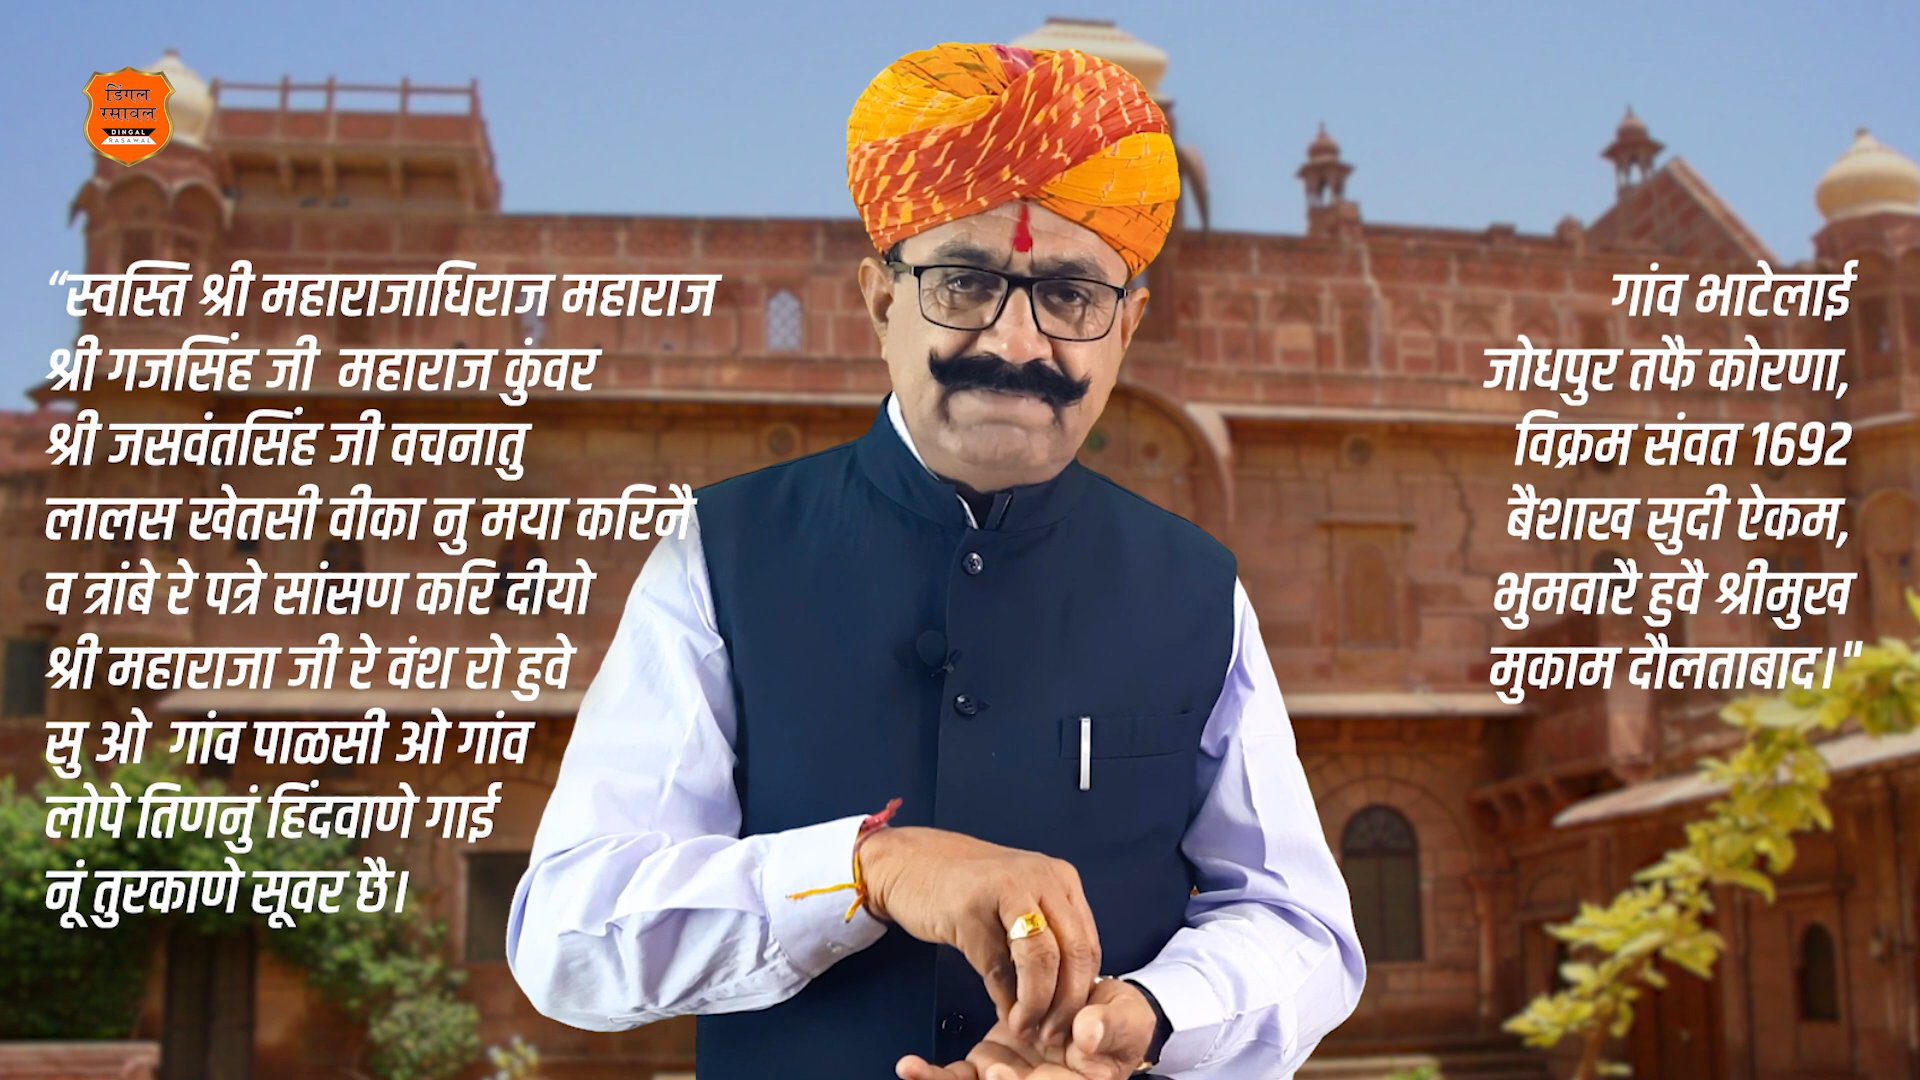 डिंगल
रसावल
DINGAL
RASAWAL
“स्वस्ति श्री महाराजाधिराज महाराज
श्री गजसिंह जी महाराज कुंवर
श्री जसवंतसिंह जी वचनातु
लालस खेतसी वीका नु मया करिनै
व त्रांबे रे पत्रे सांसण करि दीयो
श्री महाराजा जी रे वंश रो हुवे
सु ओ गांव पाळसी ओ गांव
लोपे तिणनुं हिंदवाणे गाई
नूं तुरकाणे सूवर छै।
गांव भाटेलाई
जोधपुर तफै कोरणा,
विक्रम संवत 1692
बैशाख सुदी ऐकम,
भुमवारै हुवै श्रीमुख
मुकाम दौलताबाद।"